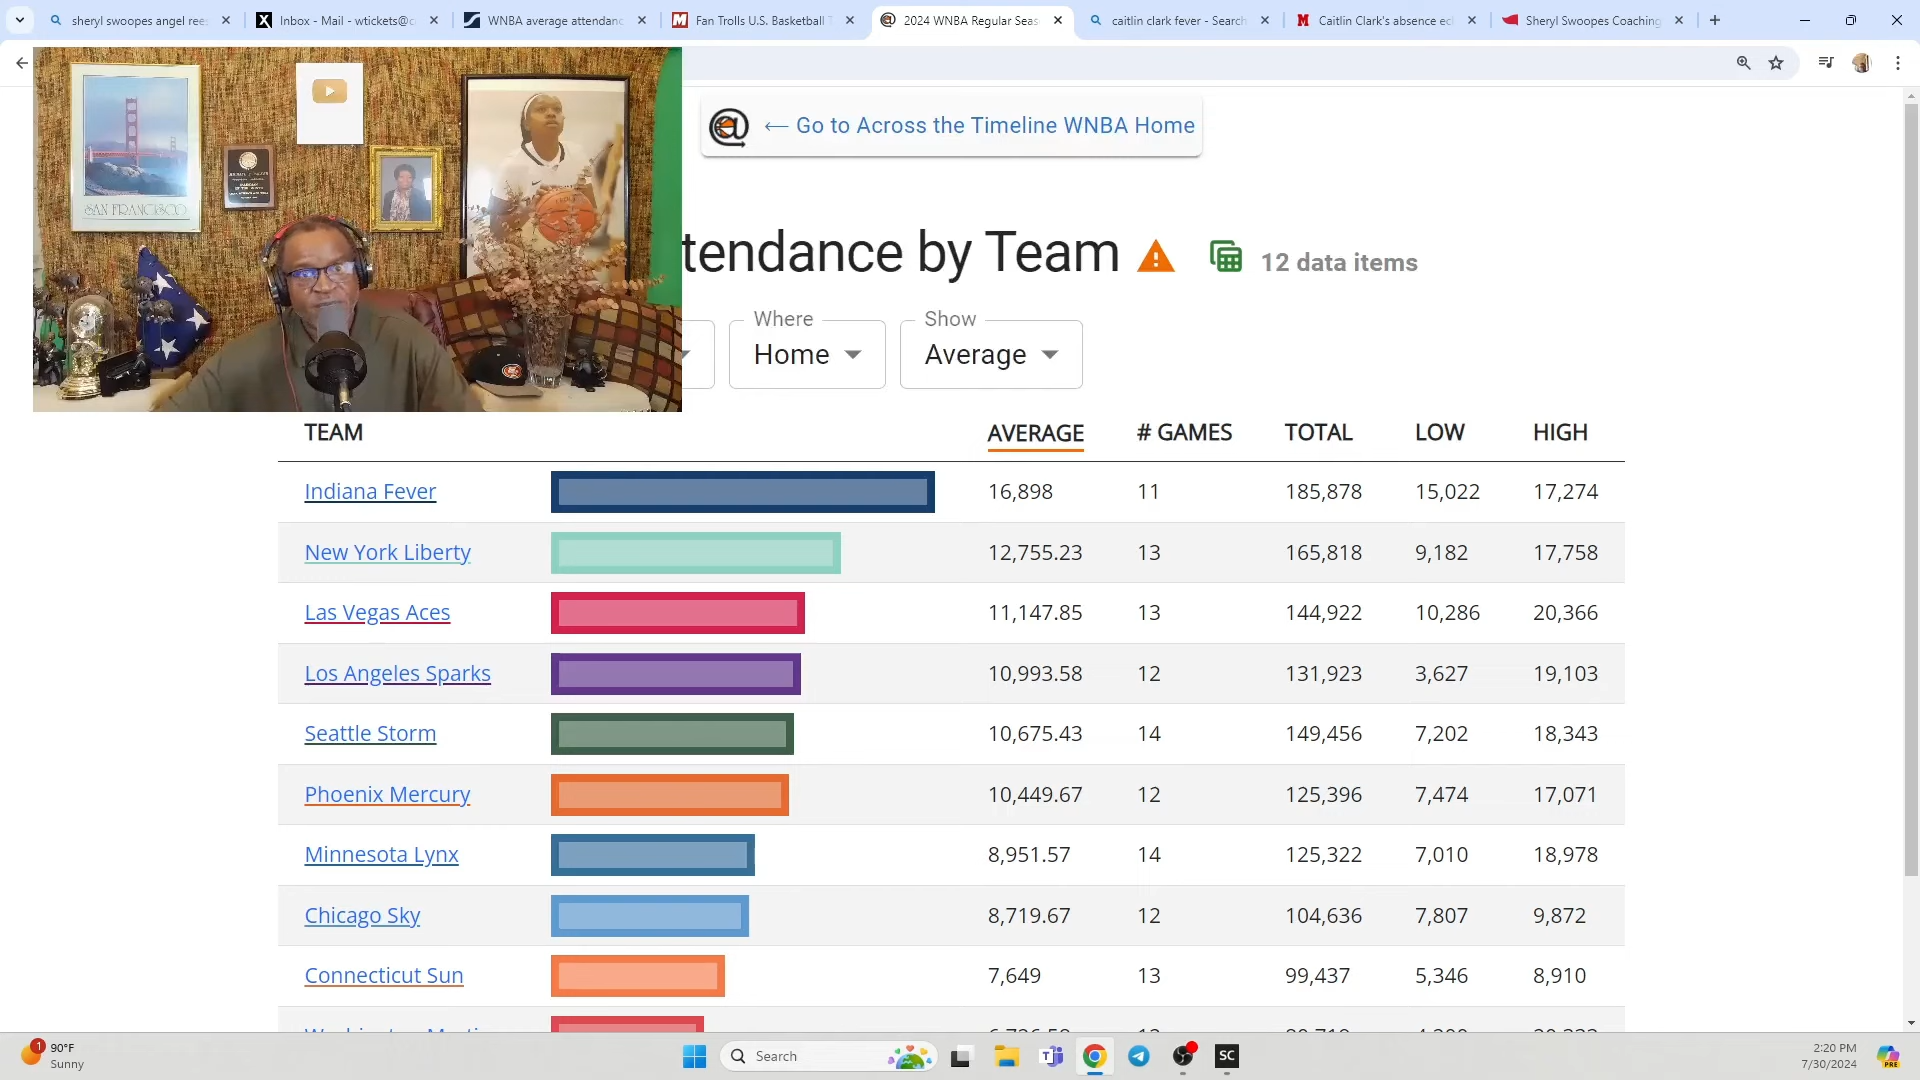 sheryl swoopes angel rees
Inbox - Mail - wtickets@c
WNBA average attendanc
Fan Trolls U.S. Basketball T
2024 WNBA Regular Seas
caitlin clark fever - Search
Caitlin Clark's absence ec
Sheryl Swoopes Coaching
← Go to Across the Timeline WNBA Home
SAN FRANCISCO
tendance by Team
12 data items
Where
Home
Show
Average
TEAM AVERAGE # GAMES TOTAL LOW HIGH
Indiana Fever 16,898 11 185,878 15,022 17,274
New York Liberty 12,755.23 13 165,818 9,182 17,758
Las Vegas Aces 11,147.85 13 144,922 10,286 20,366
Los Angeles Sparks 10,993.58 12 131,923 3,627 19,103
Seattle Storm 10,675.43 14 149,456 7,202 18,343
Phoenix Mercury 10,449.67 12 125,396 7,474 17,071
Minnesota Lynx 8,951.57 14 125,322 7,010 18,978
Chicago Sky 8,719.67 12 104,636 7,807 9,872
Connecticut Sun 7,649 13 99,437 5,346 8,910
1
90°F
Sunny
Search
SC
2:20 PM
7/30/2024
PRE